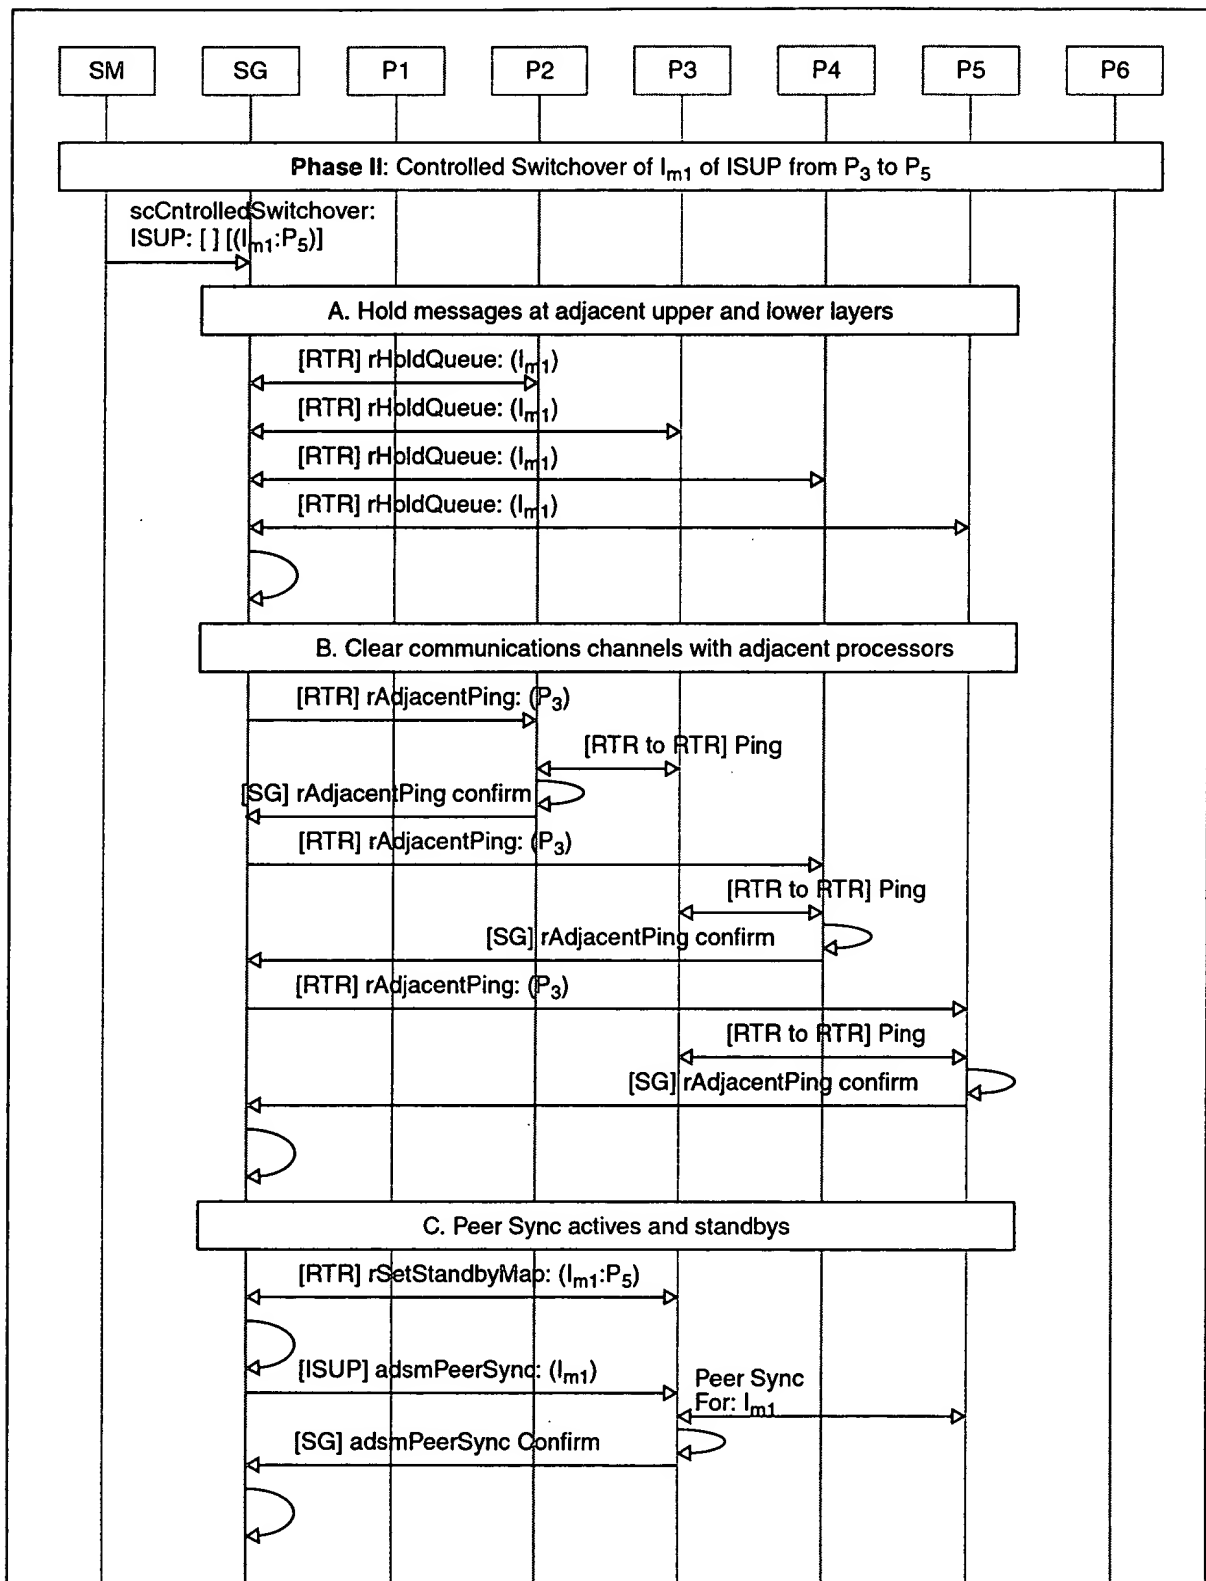 SM SG P1 P2 P3 P4 P5 P6
Phase II: Controlled Switchover of Im1 of ISUP from P3 to P5
scCntrolledSwitchover:
ISUP: [ ] [(Im1:P5)]
A. Hold messages at adjacent upper and lower layers
[RTR] rHoldQueue: (Im1)
[RTR] rHoldQueue: (Im1)
[RTR] rHoldQueue: (Im1)
[RTR] rHoldQueue: (Im1)
B. Clear communications channels with adjacent processors
[RTR] rAdjacentPing: (P3)
[RTR to RTR] Ping
[SG] rAdjacentPing confirm
[RTR] rAdjacentPing: (P3)
[RTR to RTR] Ping
[SG] rAdjacentPing confirm
[RTR] rAdjacentPing: (P3)
[RTR to RTR] Ping
[SG] rAdjacentPing confirm
C. Peer Sync actives and standbys
[RTR] rSetStandbyMap: (Im1:P5)
[ISUP] adsmPeerSync: (Im1)
Peer Sync
For: Im1
[SG] adsmPeerSync Confirm